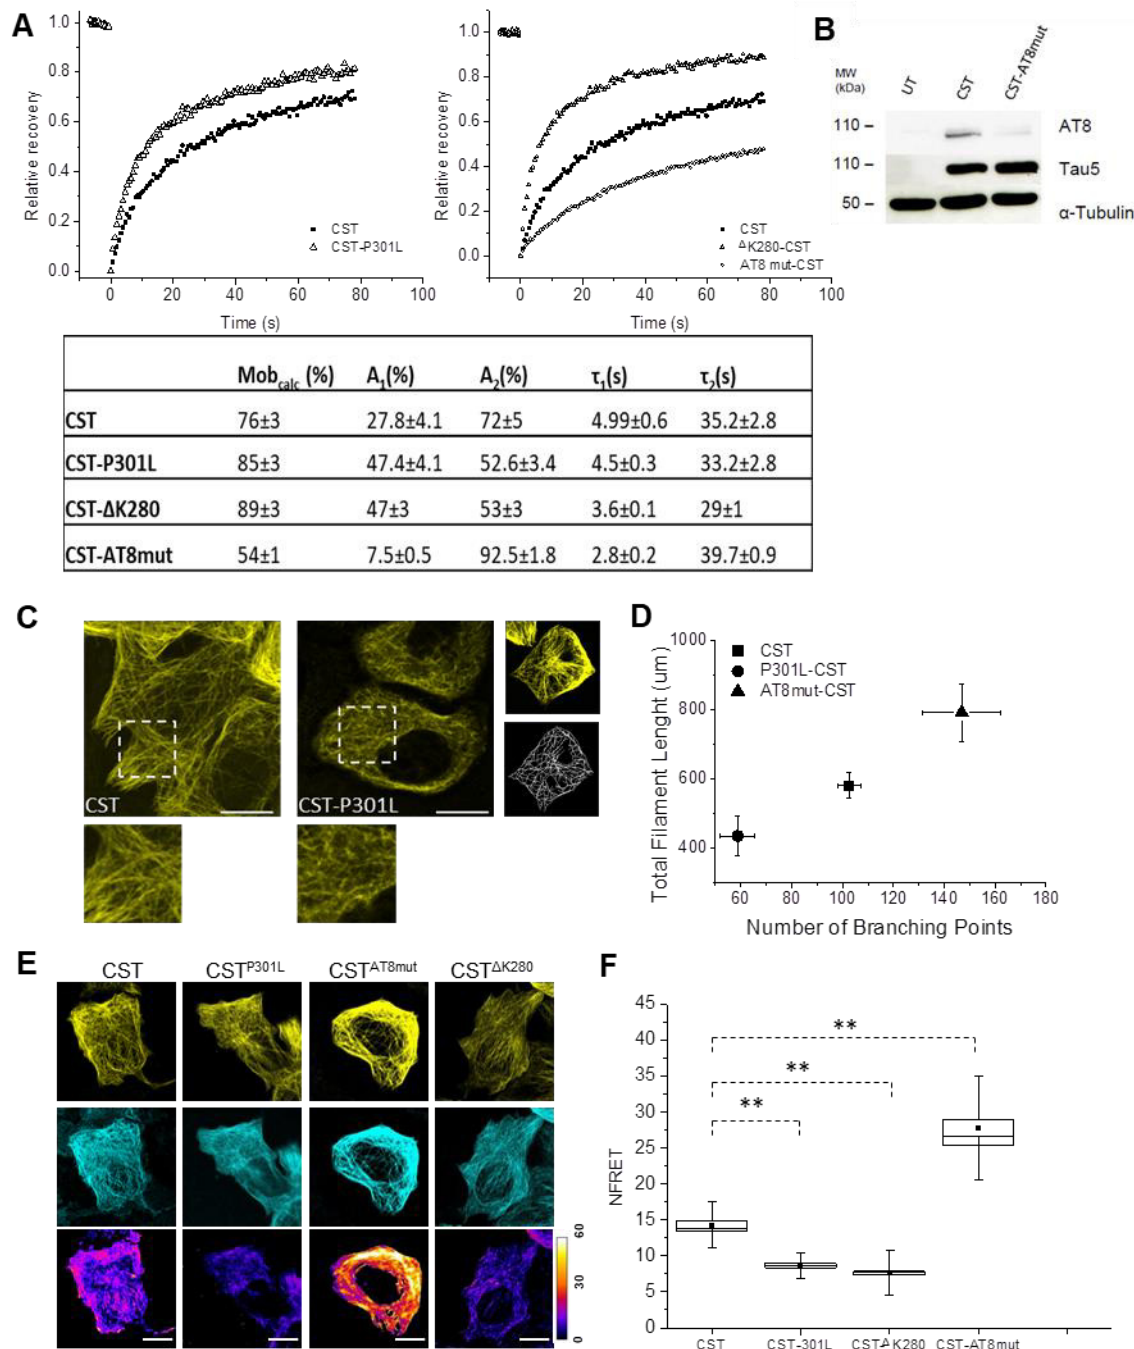 A
1.0
0.8
0.6
0.4
0.2
0.0
Relative recovery
CST
CST-P301L
0 20 40 60 80 100
Time (s)
1.0
0.8
0.6
0.4
0.2
0.0
Relative recovery
CST
ΔK280-CST
AT8 mut-CST
0 20 40 60 80 100
Time (s)
B
MW
(kDa)
UT
CST
CST-AT8mut
110 – AT8
110 – Tau5
50 – α-Tubulin
Mobcalc (%) A1(%) A2(%) τ1(s) τ2(s)
CST 76±3 27.8±4.1 72±5 4.99±0.6 35.2±2.8
CST-P301L 85±3 47.4±4.1 52.6±3.4 4.5±0.3 33.2±2.8
CST-ΔK280 89±3 47±3 53±3 3.6±0.1 29±1
CST-AT8mut 54±1 7.5±0.5 92.5±1.8 2.8±0.2 39.7±0.9
C
CST
CST-P301L
D
1000
800
600
400
Total Filament Lenght (um)
CST
P301L-CST
AT8mut-CST
60 80 100 120 140 160 180
Number of Branching Points
E
CST CSTP301L CSTAT8mut CSTΔK280
60
30
0
F
45
40
35
30
25
20
15
10
5
0
NFRET
**
**
**
CST CST-301L CSTΔK280 CST-AT8mut